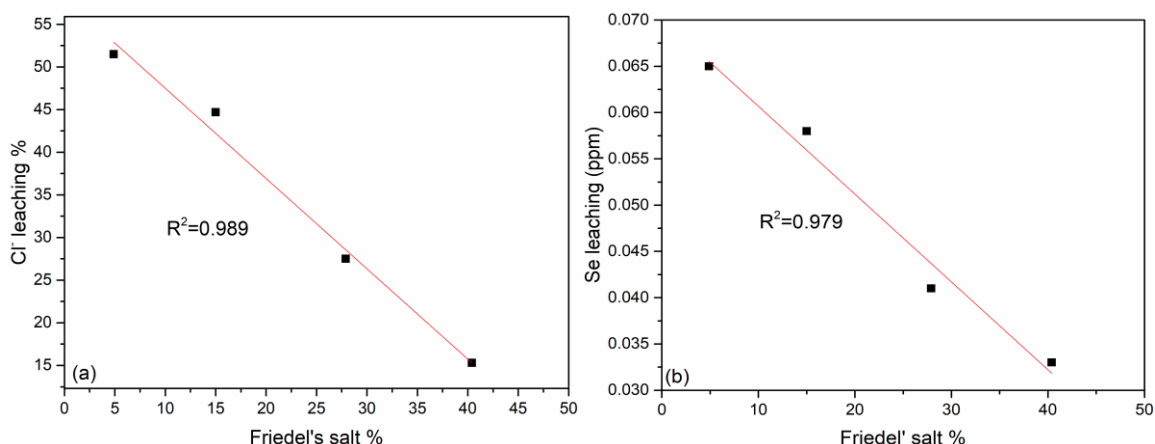 55
50
45
40
35
30
25
20
15
Cl⁻ leaching %
R²=0.989
(a)
0 5 10 15 20 25 30 35 40 45 50
Friedel's salt %
0.070
0.065
0.060
0.055
0.050
0.045
0.040
0.035
0.030
Se leaching (ppm)
R²=0.979
(b)
0 10 20 30 40 50
Friedel' salt %